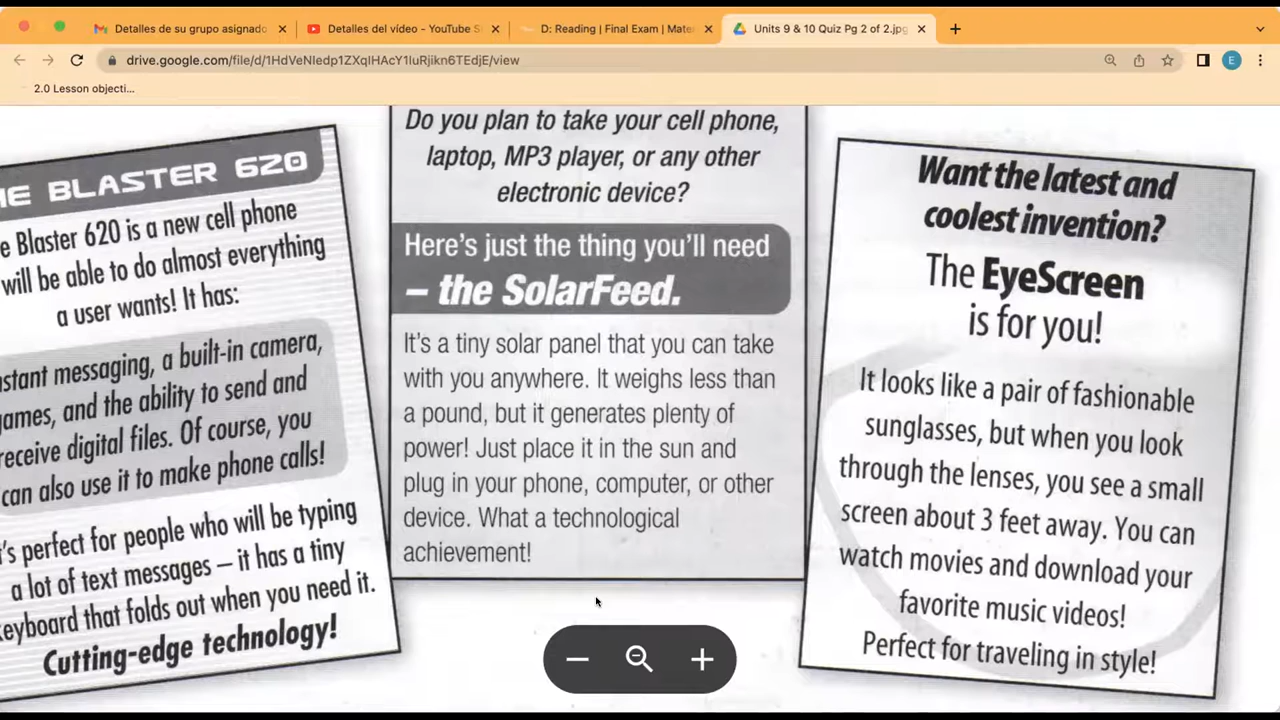 Detalles de su grupo asignado
Detalles del vídeo - YouTube S
D: Reading | Final Exam | Mate
Units 9 & 10 Quiz Pg 2 of 2.jpg
drive.google.com/file/d/1HdVeNIedp1ZXqIHAcY1IuRjikn6TEdjE/view
E
2.0 Lesson objecti...
HE BLASTER 620
e Blaster 620 is a new cell phone
will be able to do almost everything
a user wants! It has:
nstant messaging, a built-in camera,
games, and the ability to send and
receive digital files. Of course, you
can also use it to make phone calls!
t's perfect for people who will be typing
a lot of text messages – it has a tiny
keyboard that folds out when you need it.
Cutting-edge technology!
Do you plan to take your cell phone,
laptop, MP3 player, or any other
electronic device?
Here's just the thing you'll need
– the SolarFeed.
It's a tiny solar panel that you can take
with you anywhere. It weighs less than
a pound, but it generates plenty of
power! Just place it in the sun and
plug in your phone, computer, or other
device. What a technological
achievement!
Want the latest and
coolest invention?
The EyeScreen
is for you!
It looks like a pair of fashionable
sunglasses, but when you look
through the lenses, you see a small
screen about 3 feet away. You can
watch movies and download your
favorite music videos!
Perfect for traveling in style!